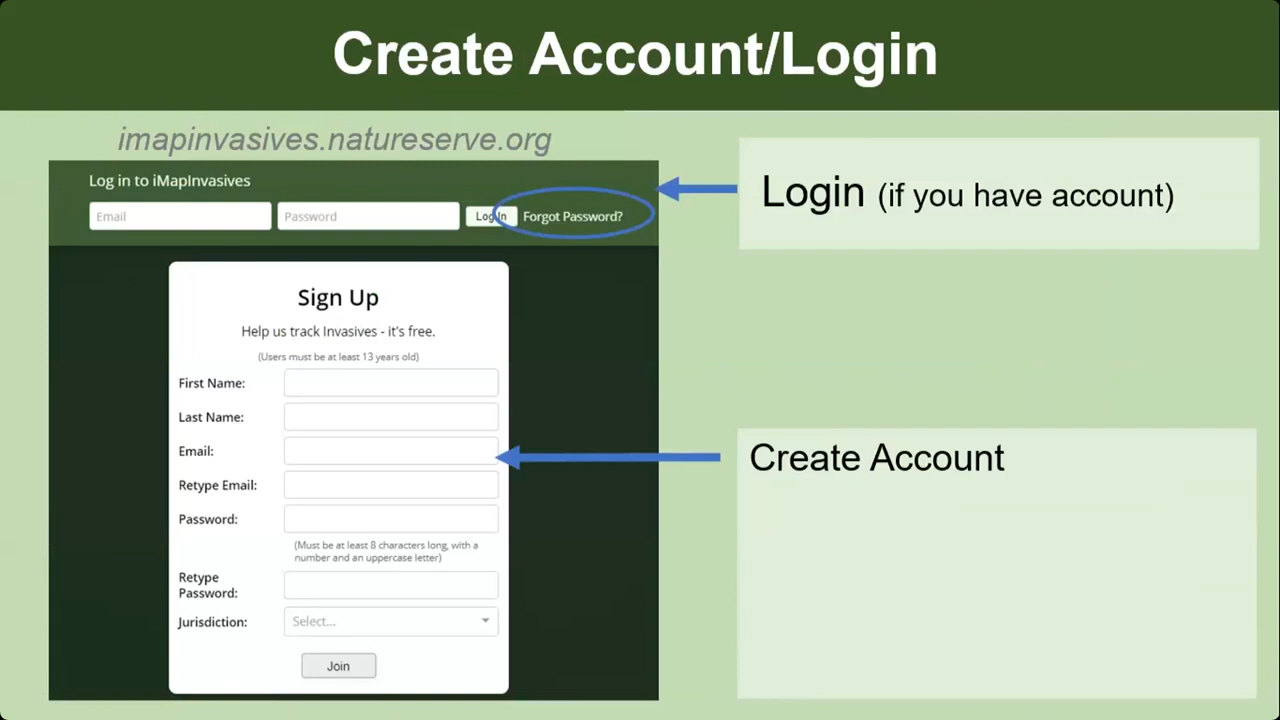 Create Account/Login
imapinvasives.natureserve.org
Log in to iMapInvasives
Email
Password
Log In
Forgot Password?
Login (if you have account)
Sign Up
Help us track Invasives - it's free.
(Users must be at least 13 years old)
First Name:
Last Name:
Email:
Retype Email:
Password:
(Must be at least 8 characters long, with a
number and an uppercase letter)
Retype
Password:
Jurisdiction:
Select...
Join
Create Account